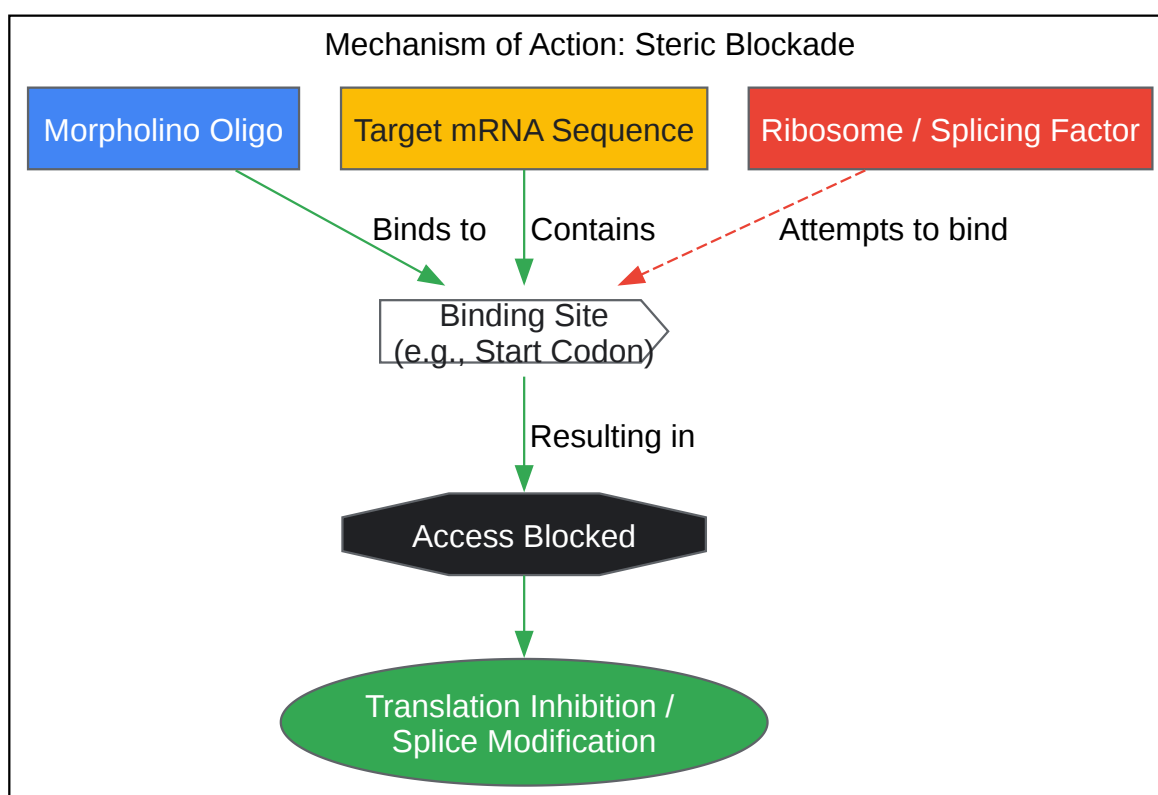 Mechanism of Action: Steric Blockade
Morpholino Oligo
Target mRNA Sequence
Ribosome / Splicing Factor
Binds to
Contains
Attempts to bind
Binding Site
(e.g., Start Codon)
Resulting in
Access Blocked
Translation Inhibition /
Splice Modification